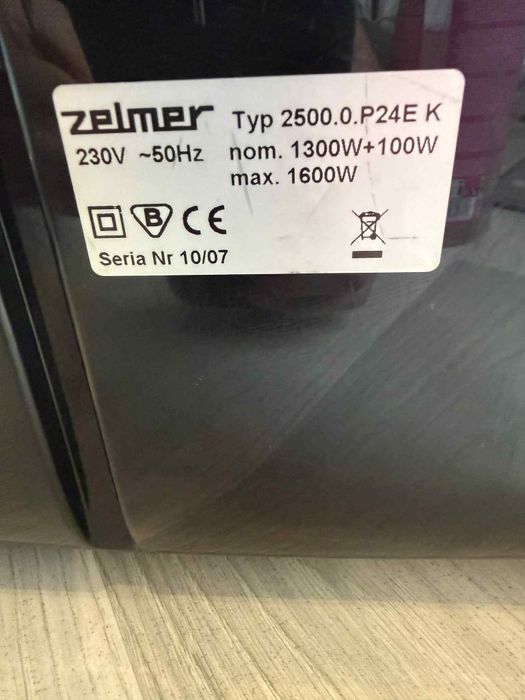 zelmer Typ 2500.0.P24E K
230V ~50Hz nom. 1300W+100W
max. 1600W
B CE
Seria Nr 10/07